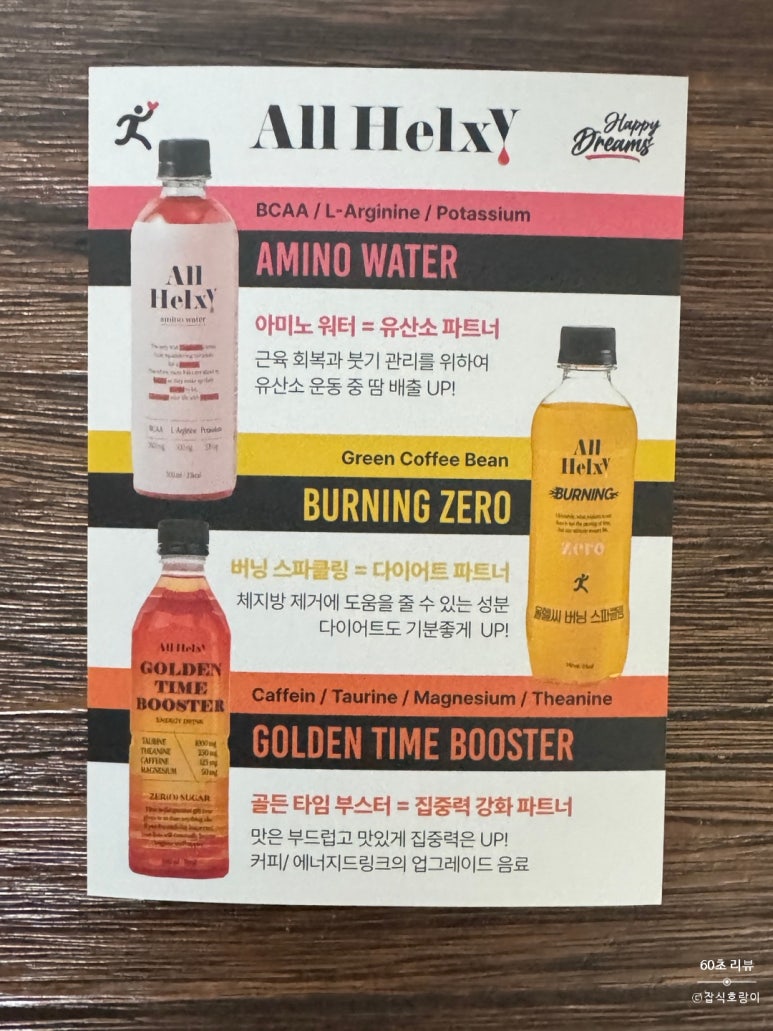 All Helxy
Happy
Dreams
BCAA / L-Arginine / Potassium
AMINO WATER
아미노 워터 = 유산소 파트너
근육 회복과 붓기 관리를 위하여
유산소 운동 중 땀 배출 UP!
All
Helxy
amino water
BCAA L-Arginine Potassium
Green Coffee Bean
BURNING ZERO
버닝 스파클링 = 다이어트 파트너
체지방 제거에 도움을 줄 수 있는 성분
다이어트도 기분좋게 UP!
All
Helxy
BURNING
zero
올헬씨 버닝 스파클링
Caffein / Taurine / Magnesium / Theanine
GOLDEN TIME BOOSTER
골든 타임 부스터 = 집중력 강화 파트너
맛은 부드럽고 맛있게 집중력은 UP!
커피/ 에너지드링크의 업그레이드 음료
All Helxy
GOLDEN
TIME
BOOSTER
ENERGY DRINK
TAURINE 1000 mg
THEANINE 250 mg
CAFFEINE 125 mg
MAGNESIUM 50 mg
ZER(O) SUGAR
60초 리뷰
©잡식호랑이